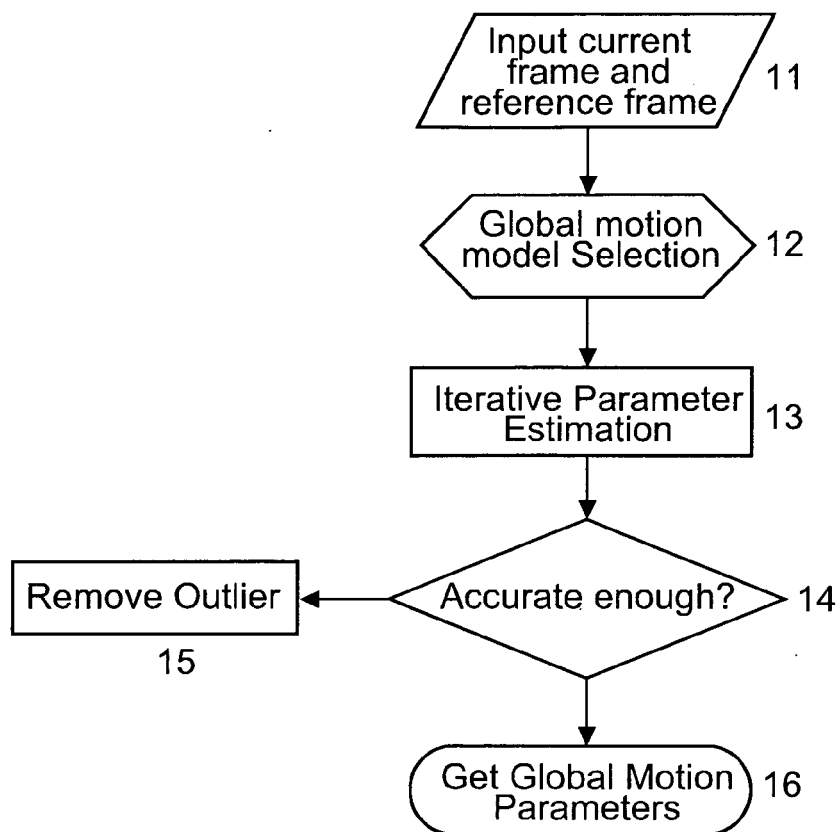 Input current
frame and
reference frame
11
Global motion
model Selection
12
Iterative Parameter
Estimation
13
Accurate enough?
14
Remove Outlier
15
Get Global Motion
Parameters
16